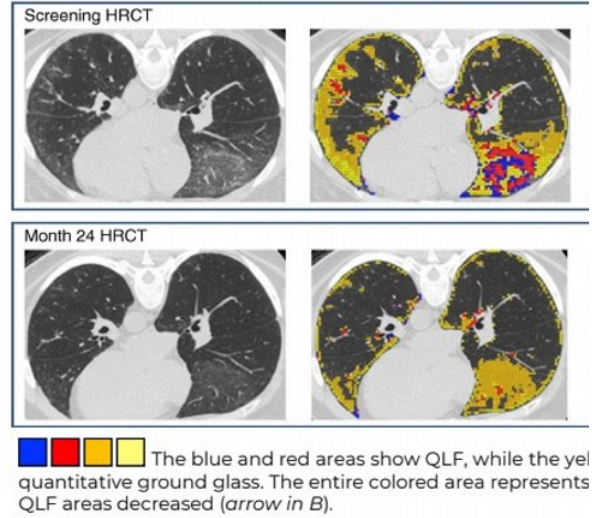 Screening HRCT
Month 24 HRCT
The blue and red areas show QLF, while the
quantitative ground glass. The entire colored area represents
QLF areas decreased (arrow in B).